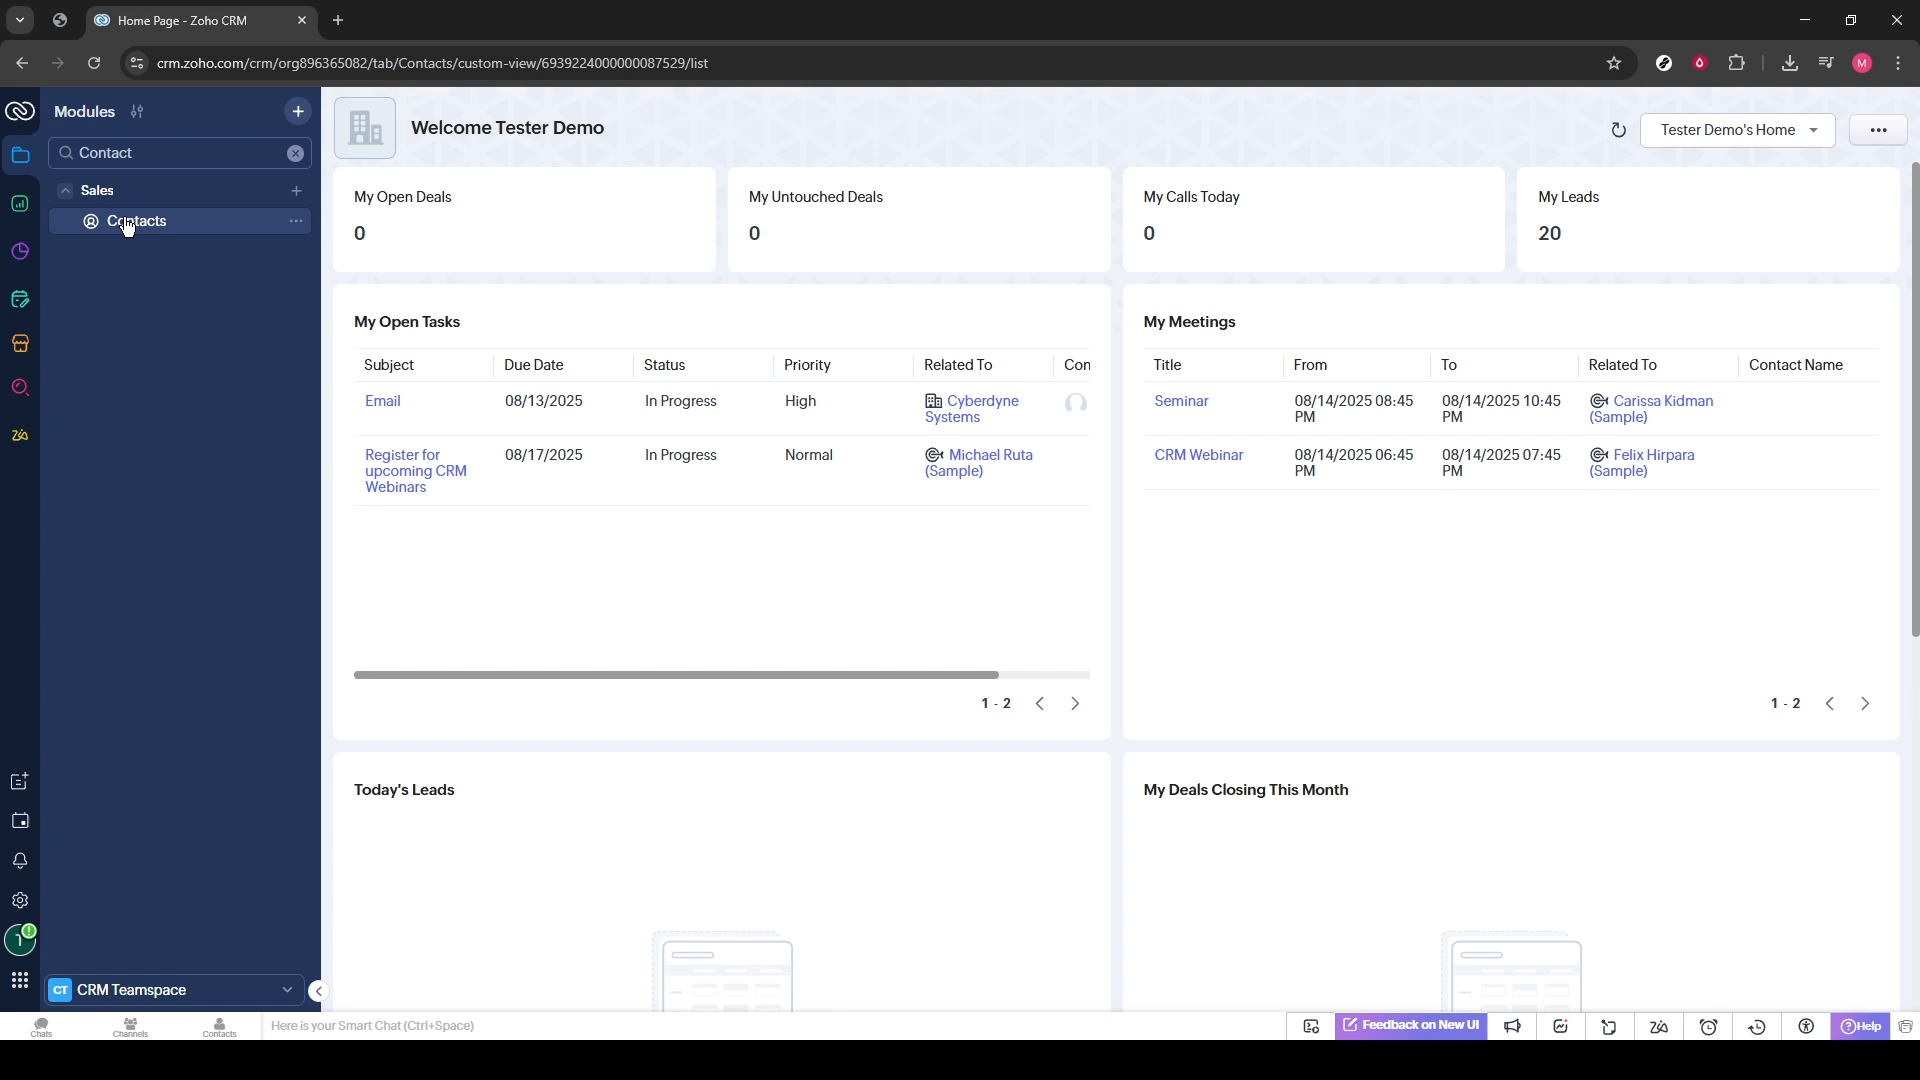 Home Page - Zoho CRM
crm.zoho.com/crm/org896365082/tab/Contacts/custom-view/6939224000000087529/list
M
Modules
Contact
Sales
Contacts
CT CRM Teamspace
Welcome Tester Demo
Tester Demo's Home
My Open Deals
0
My Untouched Deals
0
My Calls Today
0
My Leads
20
My Open Tasks
Subject Due Date Status Priority Related To Con
Email 08/13/2025 In Progress High Cyberdyne
Systems
Register for 08/17/2025 In Progress Normal Michael Ruta
upcoming CRM (Sample)
Webinars
1 - 2
My Meetings
Title From To Related To Contact Name
Seminar 08/14/2025 08:45 08/14/2025 10:45 Carissa Kidman
PM PM (Sample)
CRM Webinar 08/14/2025 06:45 08/14/2025 07:45 Felix Hirpara
PM PM (Sample)
1 - 2
Today's Leads
My Deals Closing This Month
Chats
Channels
Contacts
Here is your Smart Chat (Ctrl+Space)
Feedback on New UI
Help